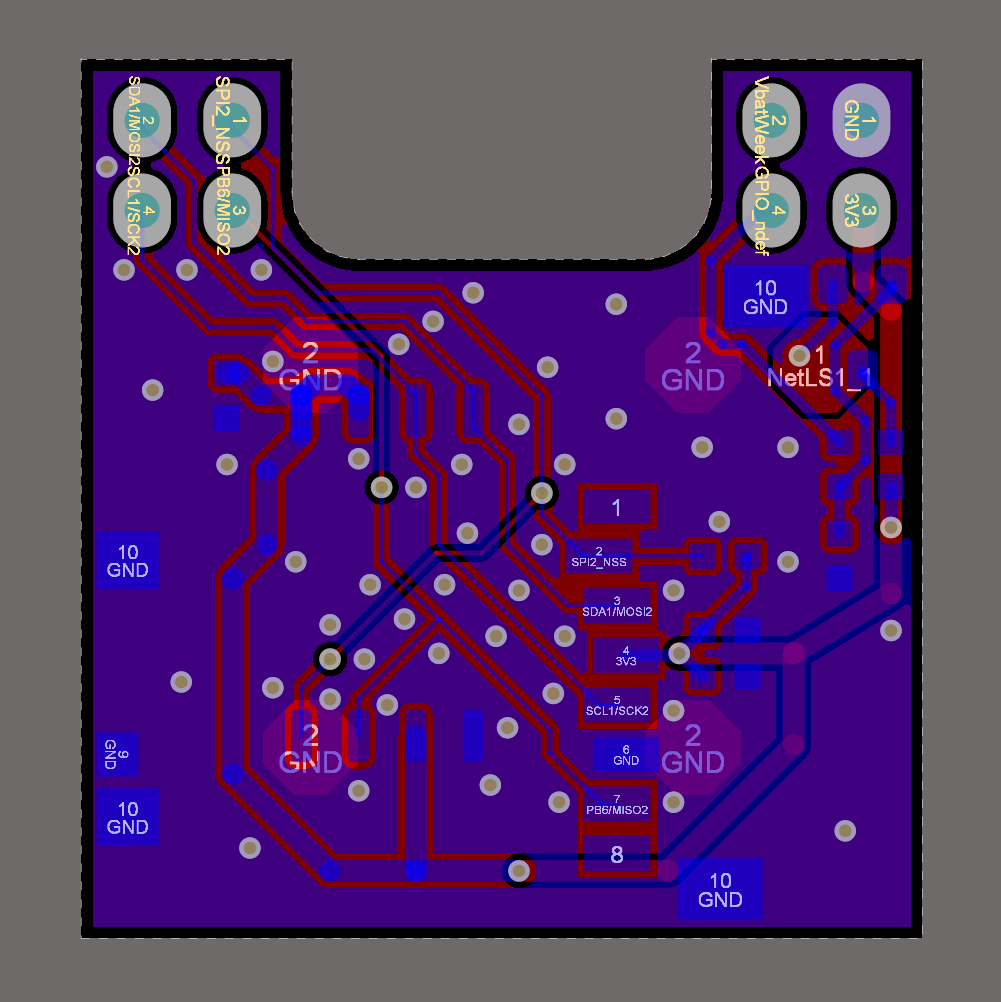 2
SDA1/MOSI2
1
SPI2_NSS
4
SCL1/SCK2
3
PB6/MISO2
2
VbatWeek
1
GND
4
GPIO_ndef
3
3V3
10
GND
2
GND
2
GND
1
NetLS1_1
1
2
SPI2_NSS
10
GND
3
SDA1/MOSI2
4
3V3
5
SCL1/SCK2
2
GND
6
GND
2
GND
9
GND
7
PB6/MISO2
10
GND
8
10
GND